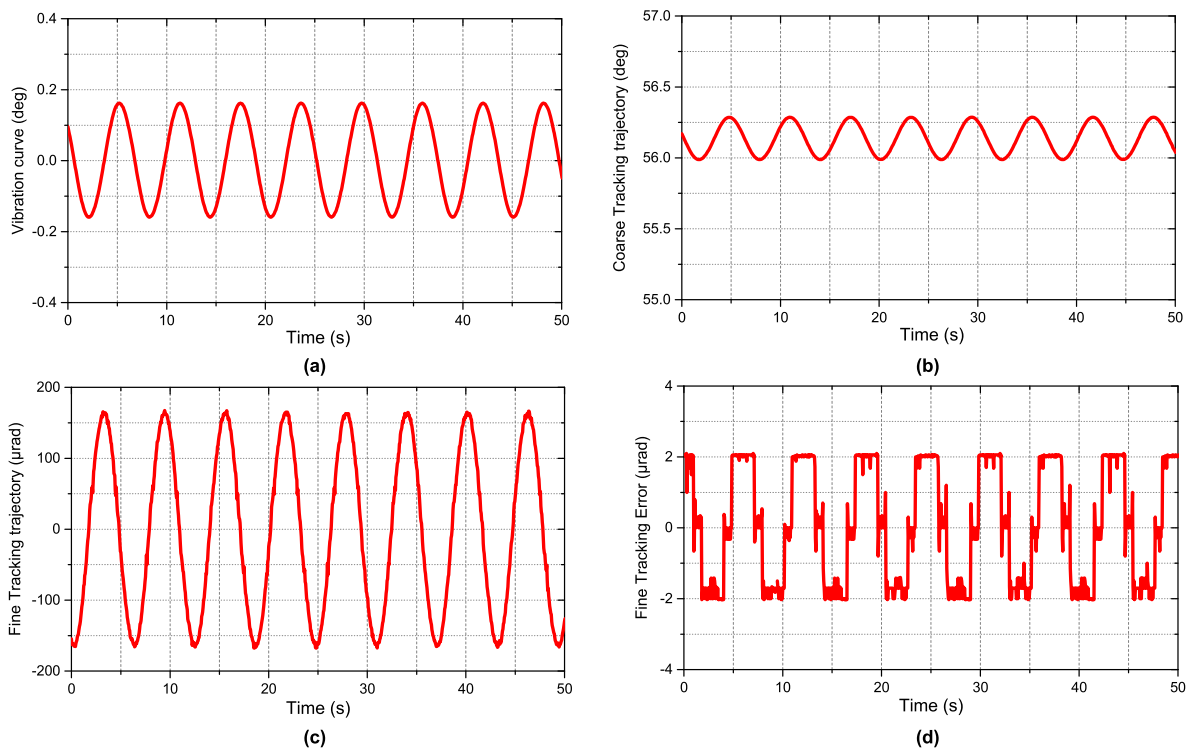 0.4
0.2
0.0
-0.2
-0.4
Vibration curve (deg)
0 10 20 30 40 50
Time (s)
(a)
57.0
56.5
56.0
55.5
55.0
Coarse Tracking trajectory (deg)
0 10 20 30 40 50
Time (s)
(b)
200
100
0
-100
-200
Fine Tracking trajectory (μrad)
0 10 20 30 40 50
Time (s)
(c)
4
2
0
-2
-4
Fine Tracking Error (μrad)
0 10 20 30 40 50
Time (s)
(d)